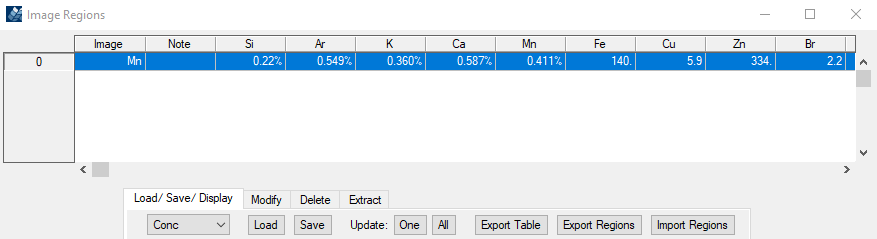 Image Regions
Image Note Si Ar K Ca Mn Fe Cu Zn Br
0 Mn 0.22% 0.549% 0.360% 0.587% 0.411% 140. 5.9 334. 2.2
Load/ Save/ Display Modify Delete Extract
Conc Load Save Update: One All Export Table Export Regions Import Regions